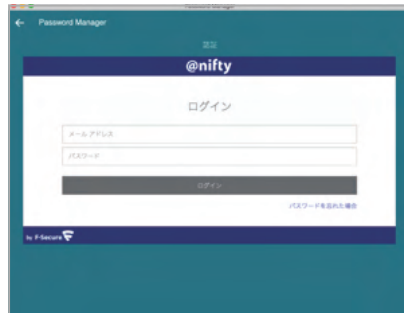 Password Manager
← Password Manager
認証
@nifty
ログイン
メール アドレス
パスワード
ログイン
パスワードを忘れた場合
by F-Secure